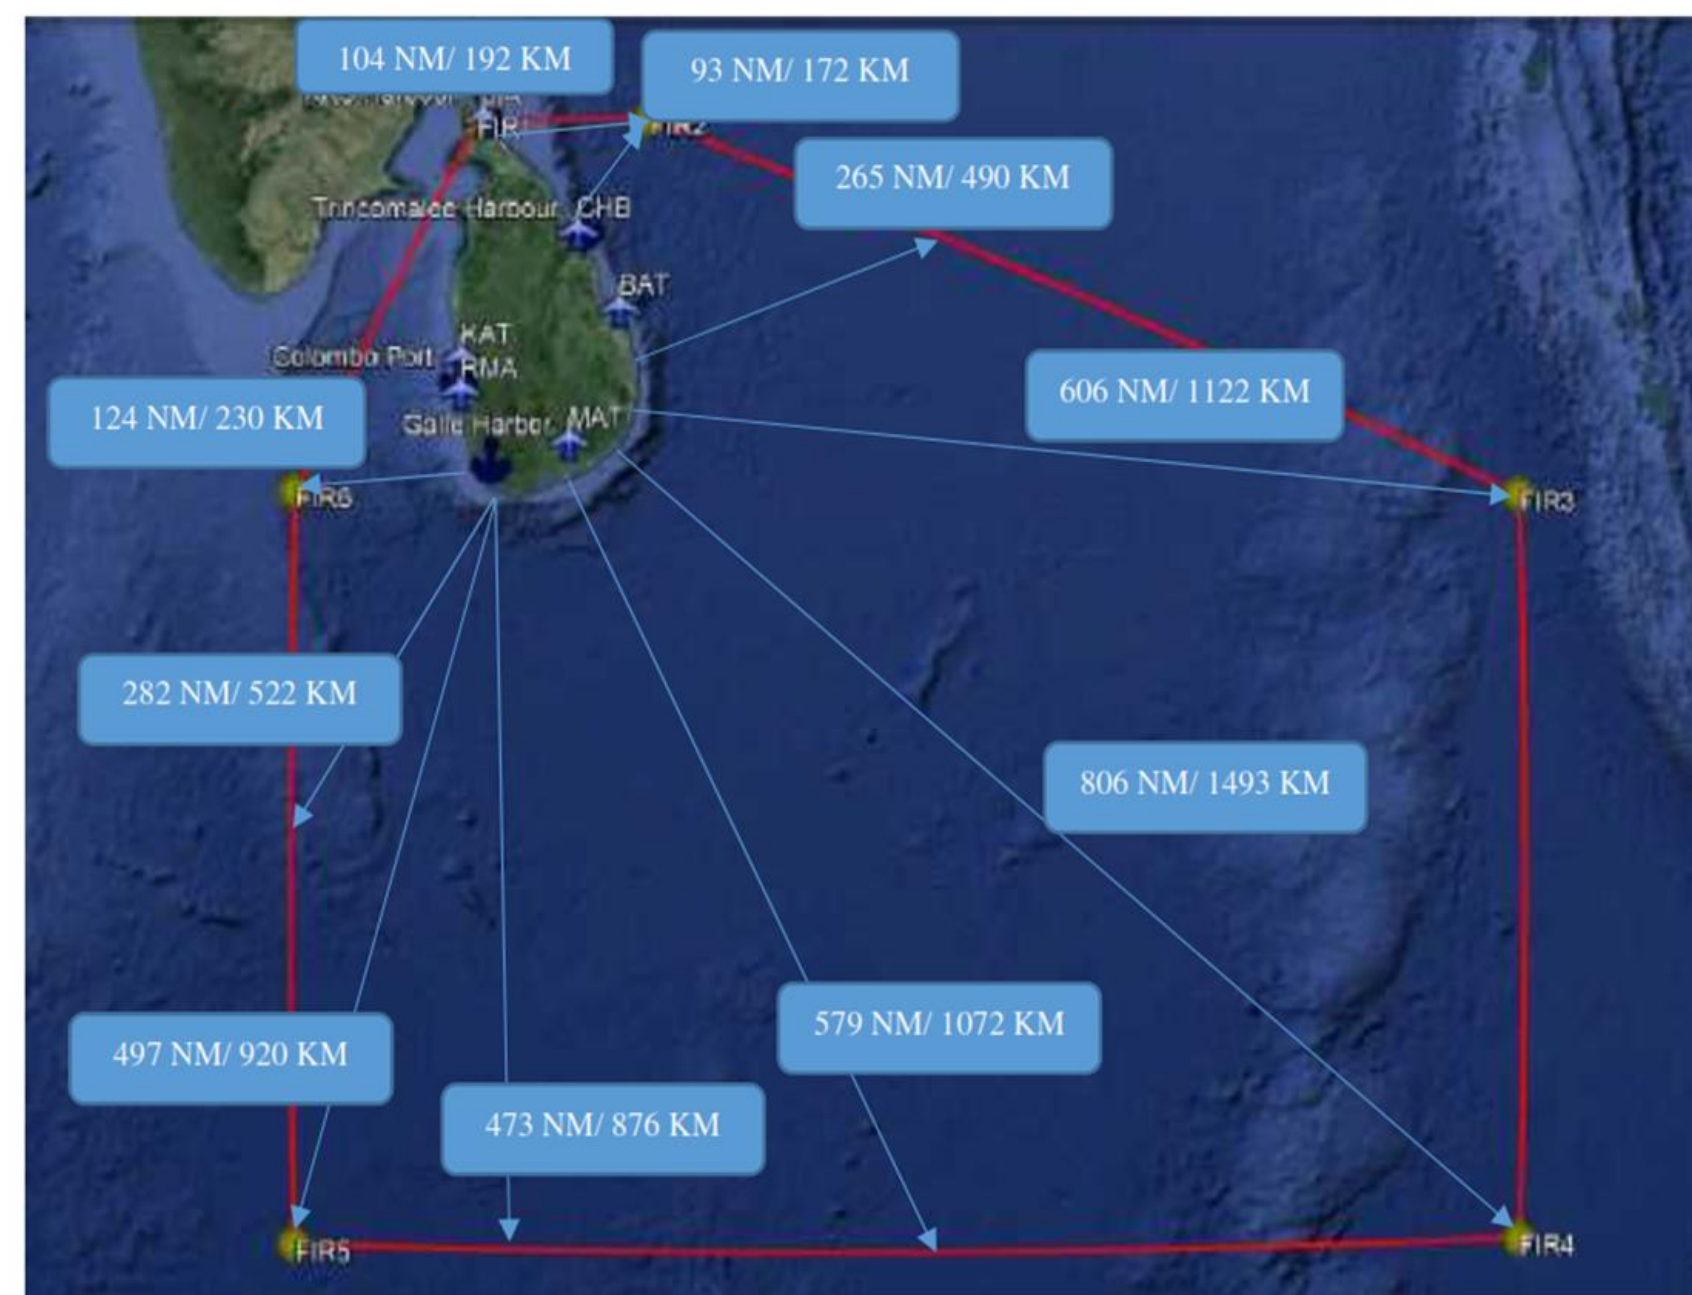 104 NM/ 192 KM
93 NM/ 172 KM
FIR1
FIR2
265 NM/ 490 KM
Trincomalee Harbour CHB
BAT
KAT
Colombo Port
RMA
606 NM/ 1122 KM
124 NM/ 230 KM
Galle Harbor MAT
FIR6
FIR3
282 NM/ 522 KM
806 NM/ 1493 KM
579 NM/ 1072 KM
497 NM/ 920 KM
473 NM/ 876 KM
FIR5
FIR4